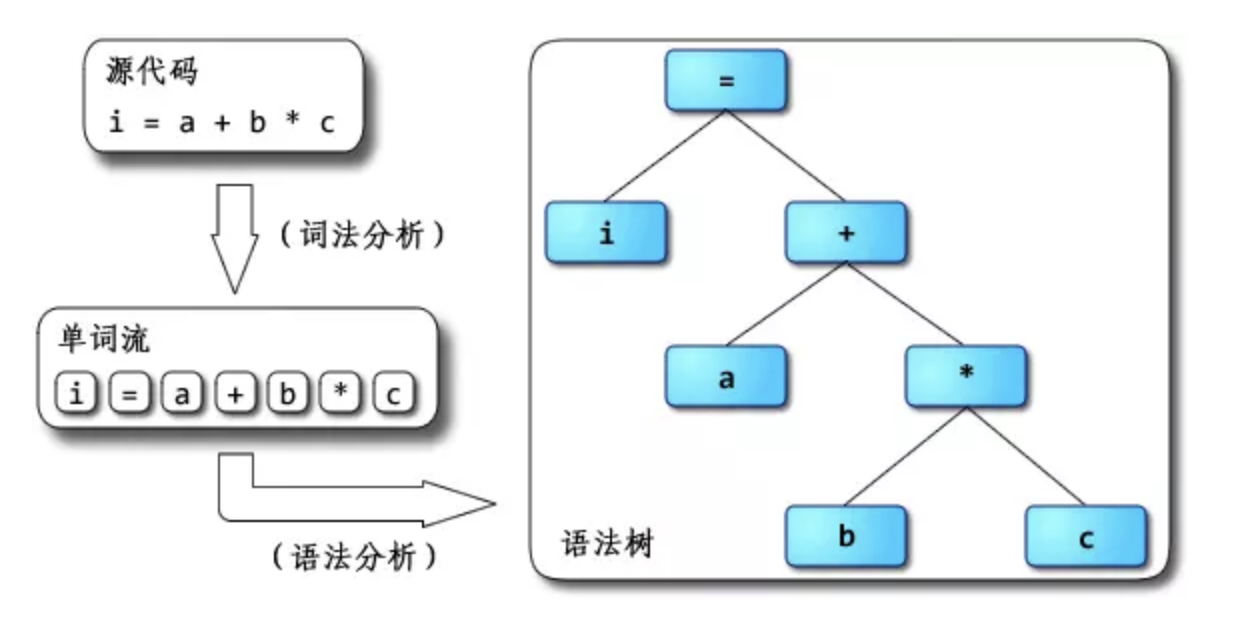 源代码
i = a + b * c
（词法分析）
单词流
i = a + b * c
（语法分析）
=
i +
a *
b c
语法树